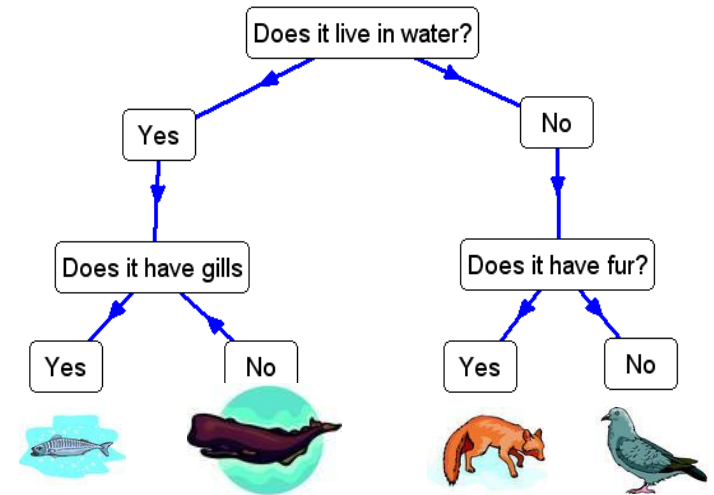 Does it live in water?
Yes
No
Does it have gills
Does it have fur?
Yes
No
Yes
No